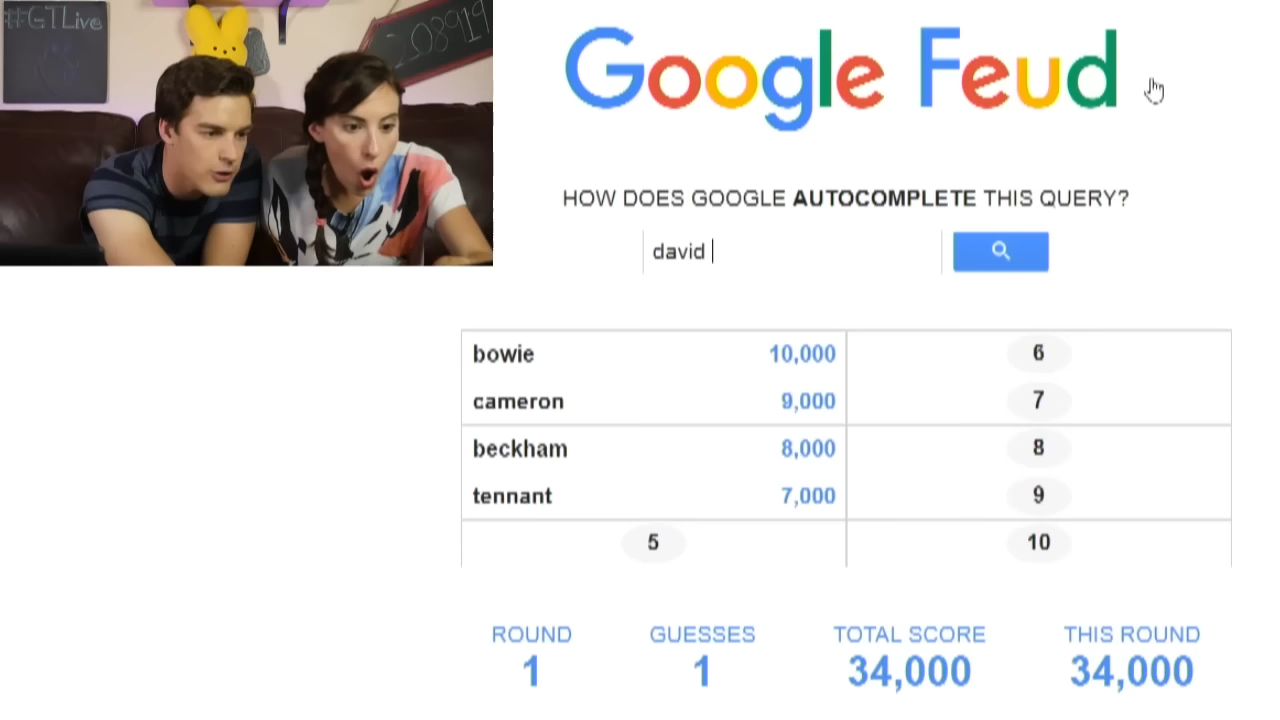 #GTLive
208919
Google Feud
HOW DOES GOOGLE AUTOCOMPLETE THIS QUERY?
david
bowie 10,000
cameron 9,000
beckham 8,000
tennant 7,000
5
6
7
8
9
10
ROUND GUESSES TOTAL SCORE THIS ROUND
1 1 34,000 34,000